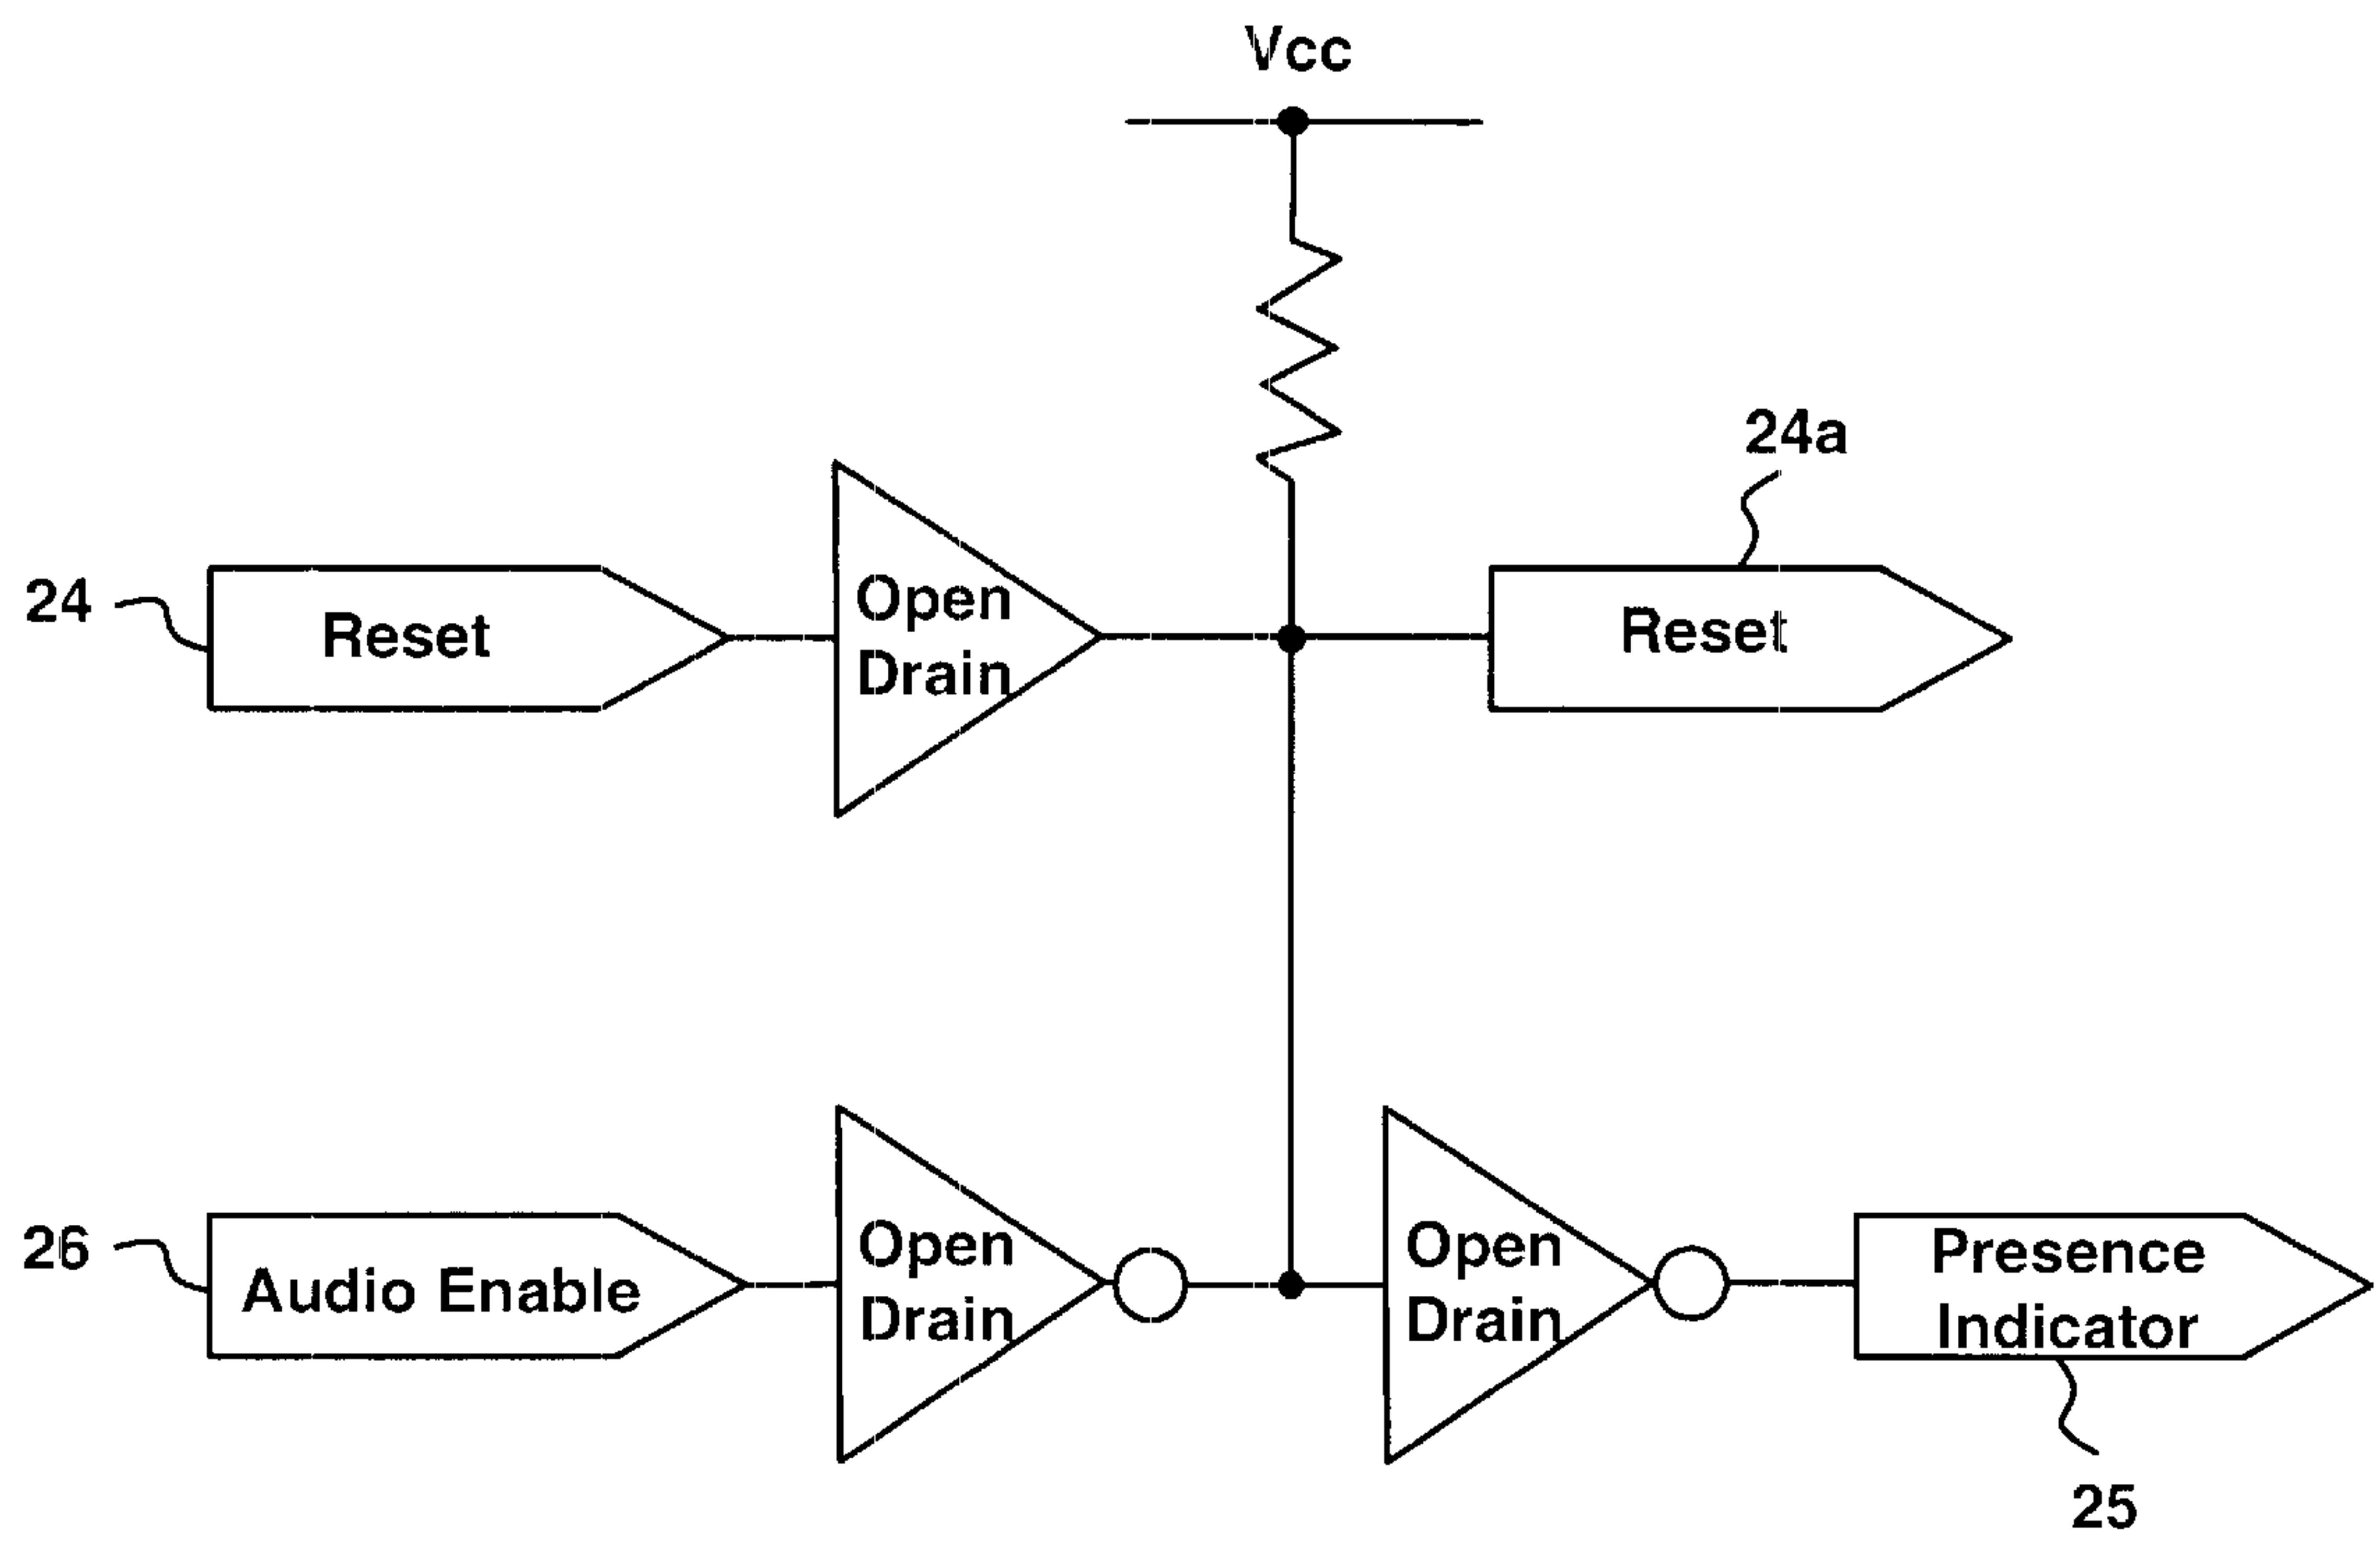 Vcc
24a
24
Reset
Open
Drain
Reset
26
Audio Enable
Open
Drain
Open
Drain
Presence
Indicator
25